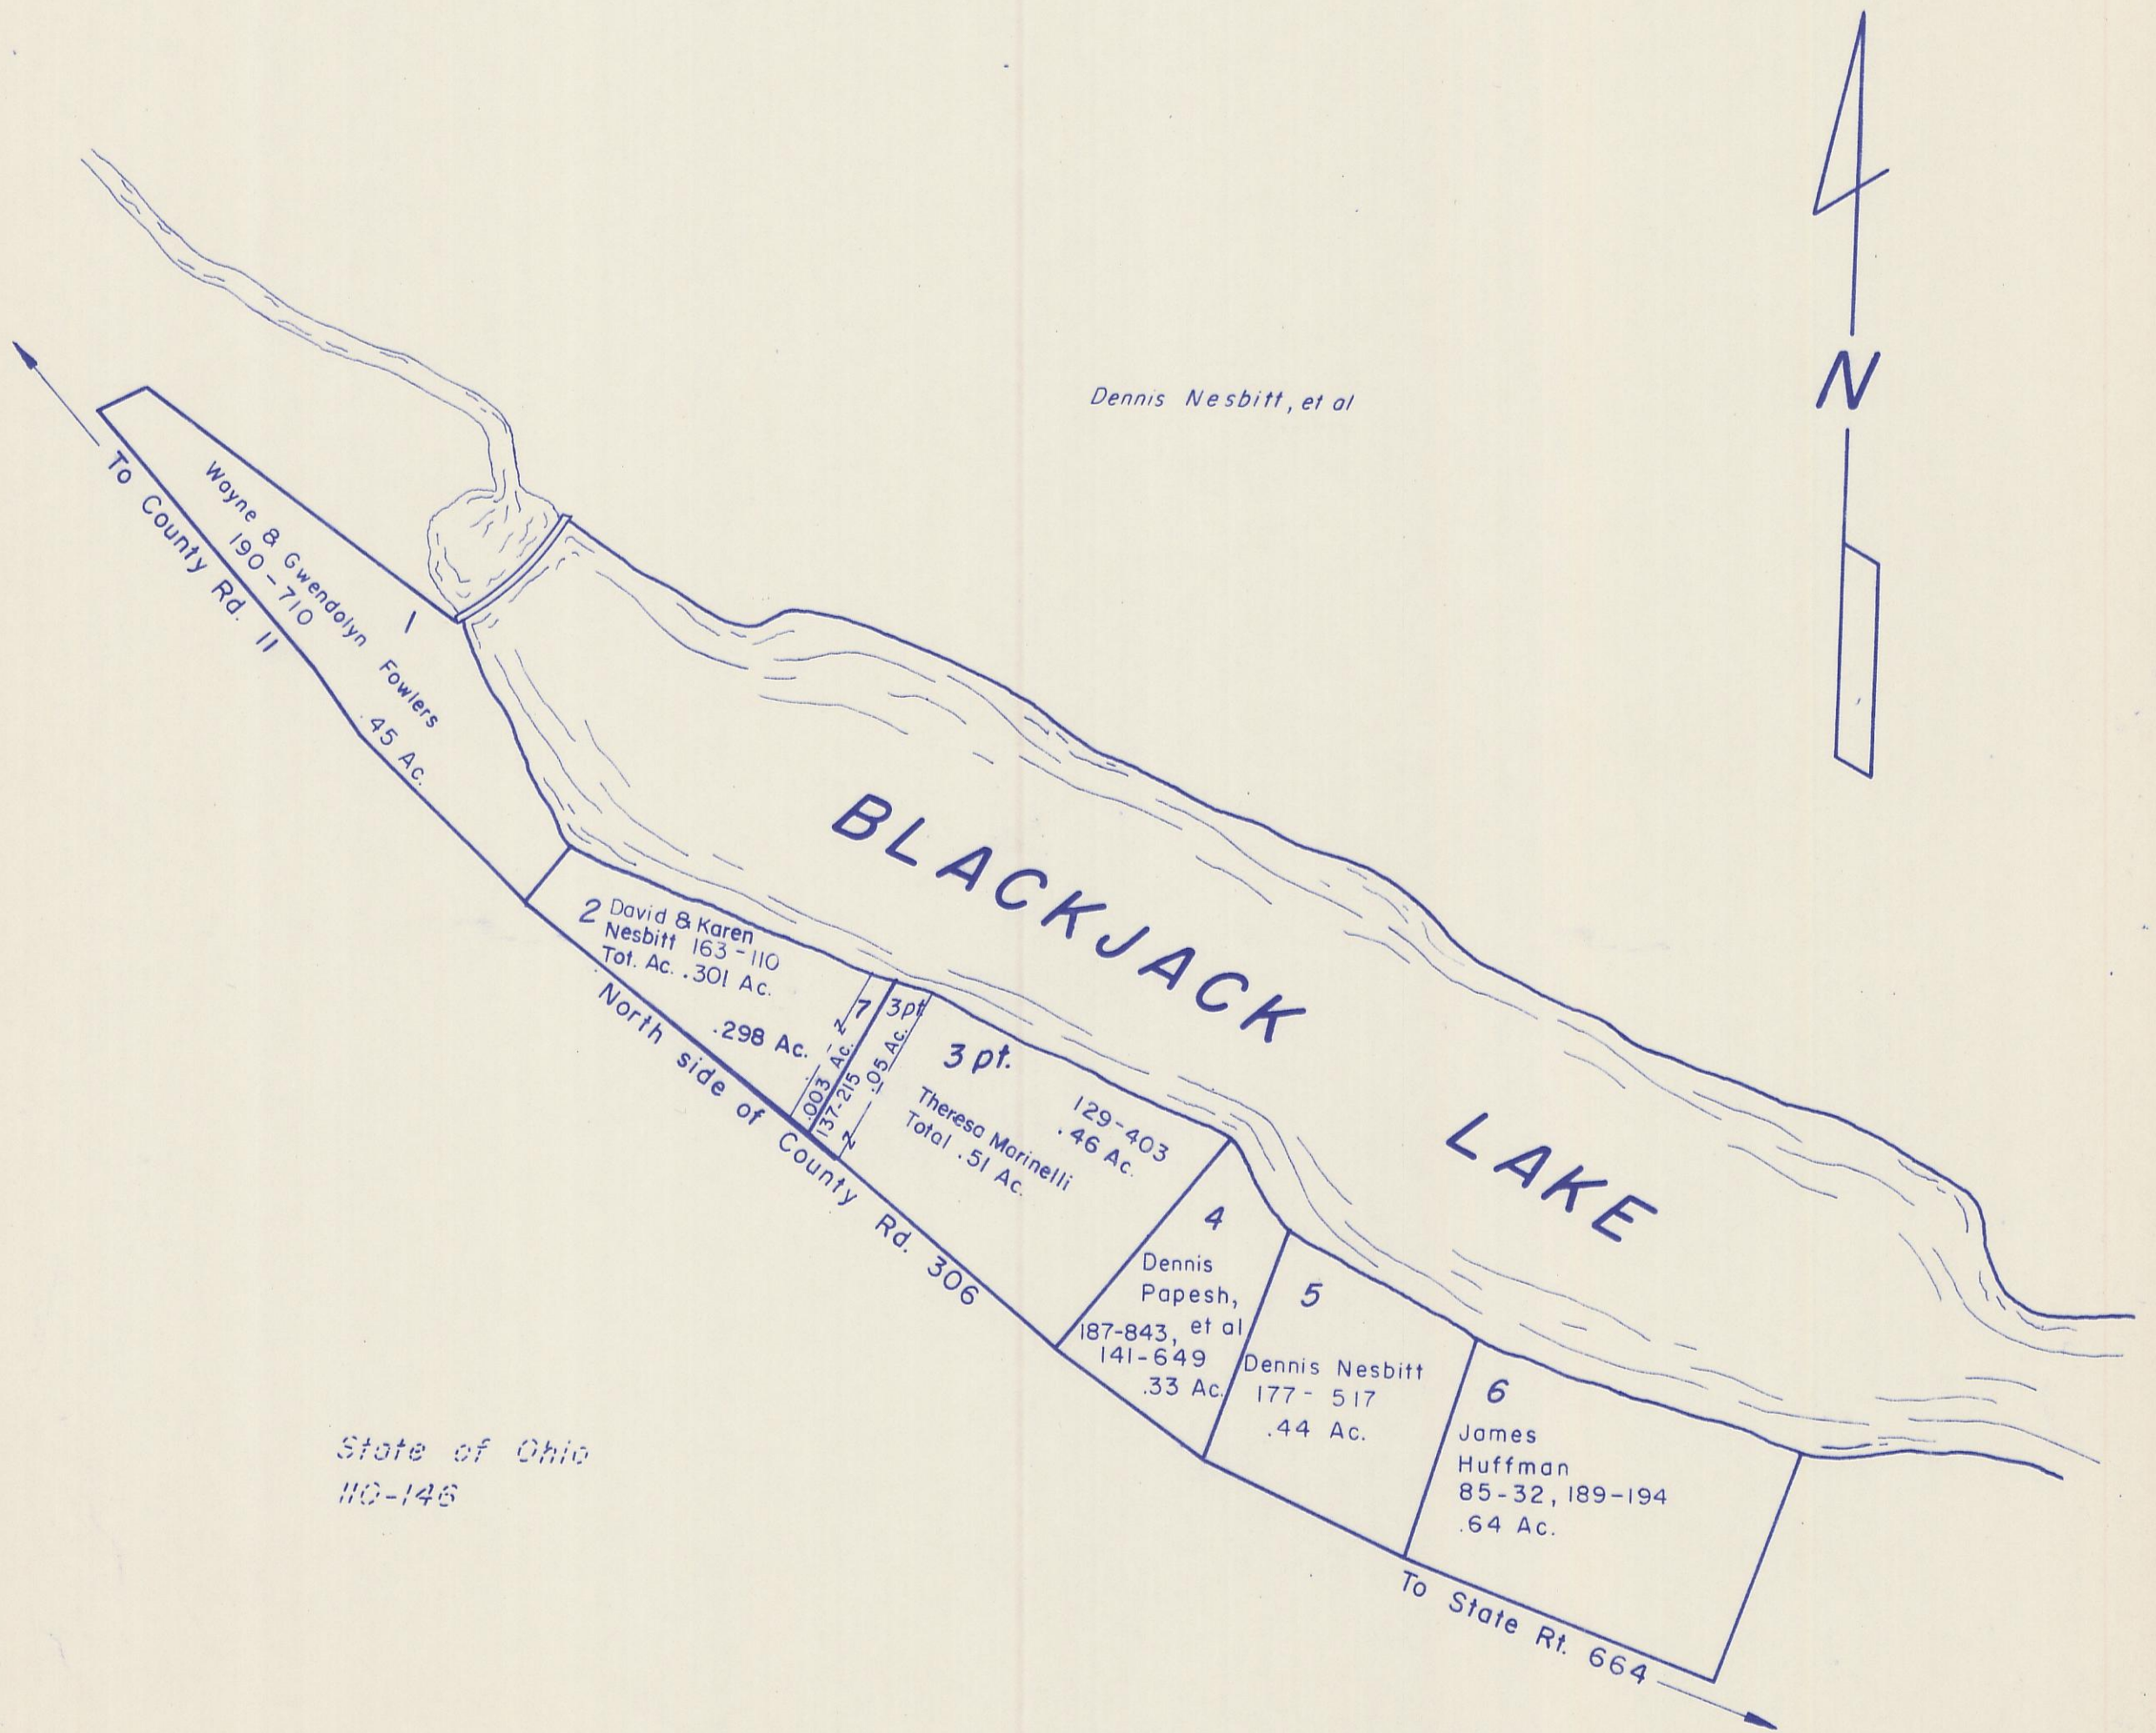 N
Dennis Nesbitt, et al
To County Rd. 11
Wayne & Gwendolyn Fowlers
190-710
1
.45 Ac.
BLACKJACK LAKE
2 David & Karen
Nesbitt 163-110
Tot. Ac. .301 Ac.
.298 Ac.
7
.003 Ac.
137-215
3pt
.05 Ac.
3 pt.
129-403
.46 Ac.
Theresa Marinelli
Total .51 Ac.
North side of County Rd. 306
4
Dennis
Papesh,
187-843, et al
141-649
.33 Ac.
5
Dennis Nesbitt
177-517
.44 Ac.
6
James
Huffman
85-32, 189-194
.64 Ac.
To State Rt. 664
State of Ohio
110-146